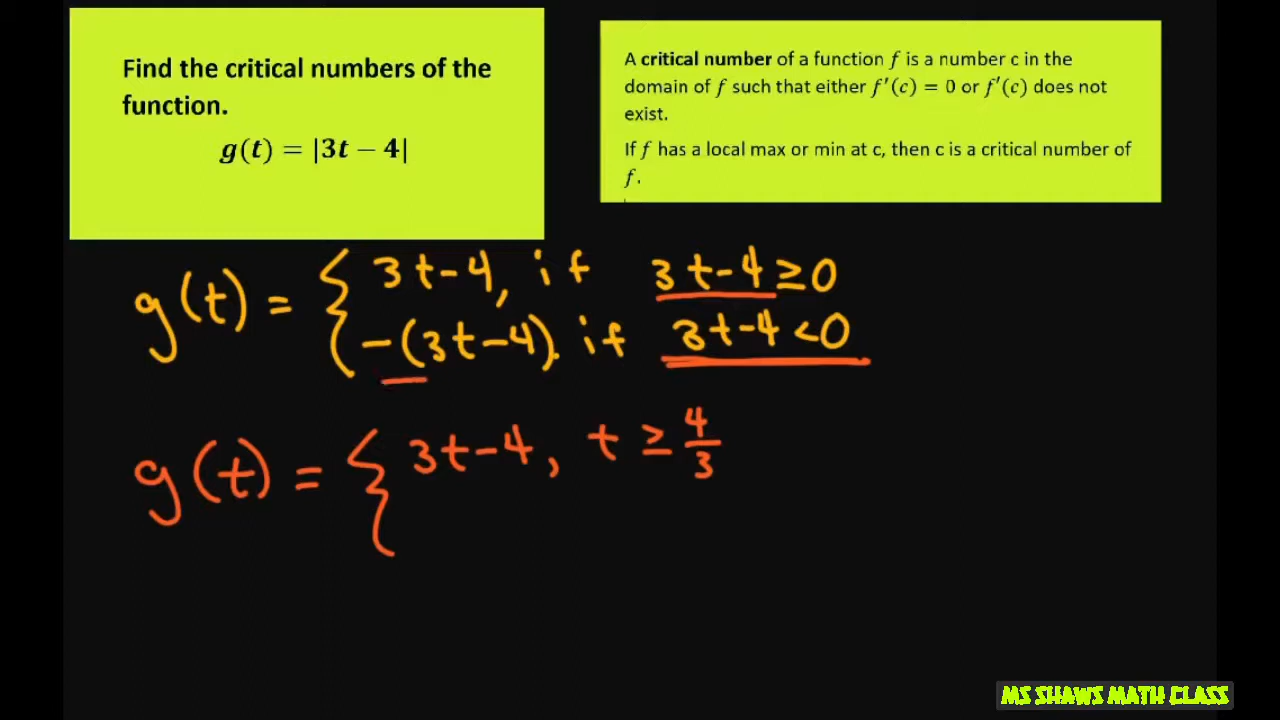 Find the critical numbers of the
function.
g(t) = |3t − 4|
A critical number of a function f is a number c in the
domain of f such that either f'(c) = 0 or f'(c) does not
exist.
If f has a local max or min at c, then c is a critical number of
f.
g(t) = { 3t-4, if 3t-4 ≥ 0
-(3t-4). if 3t-4 < 0
g(t) = { 3t-4, t ≥ 4/3
MS SHAWS MATH CLASS